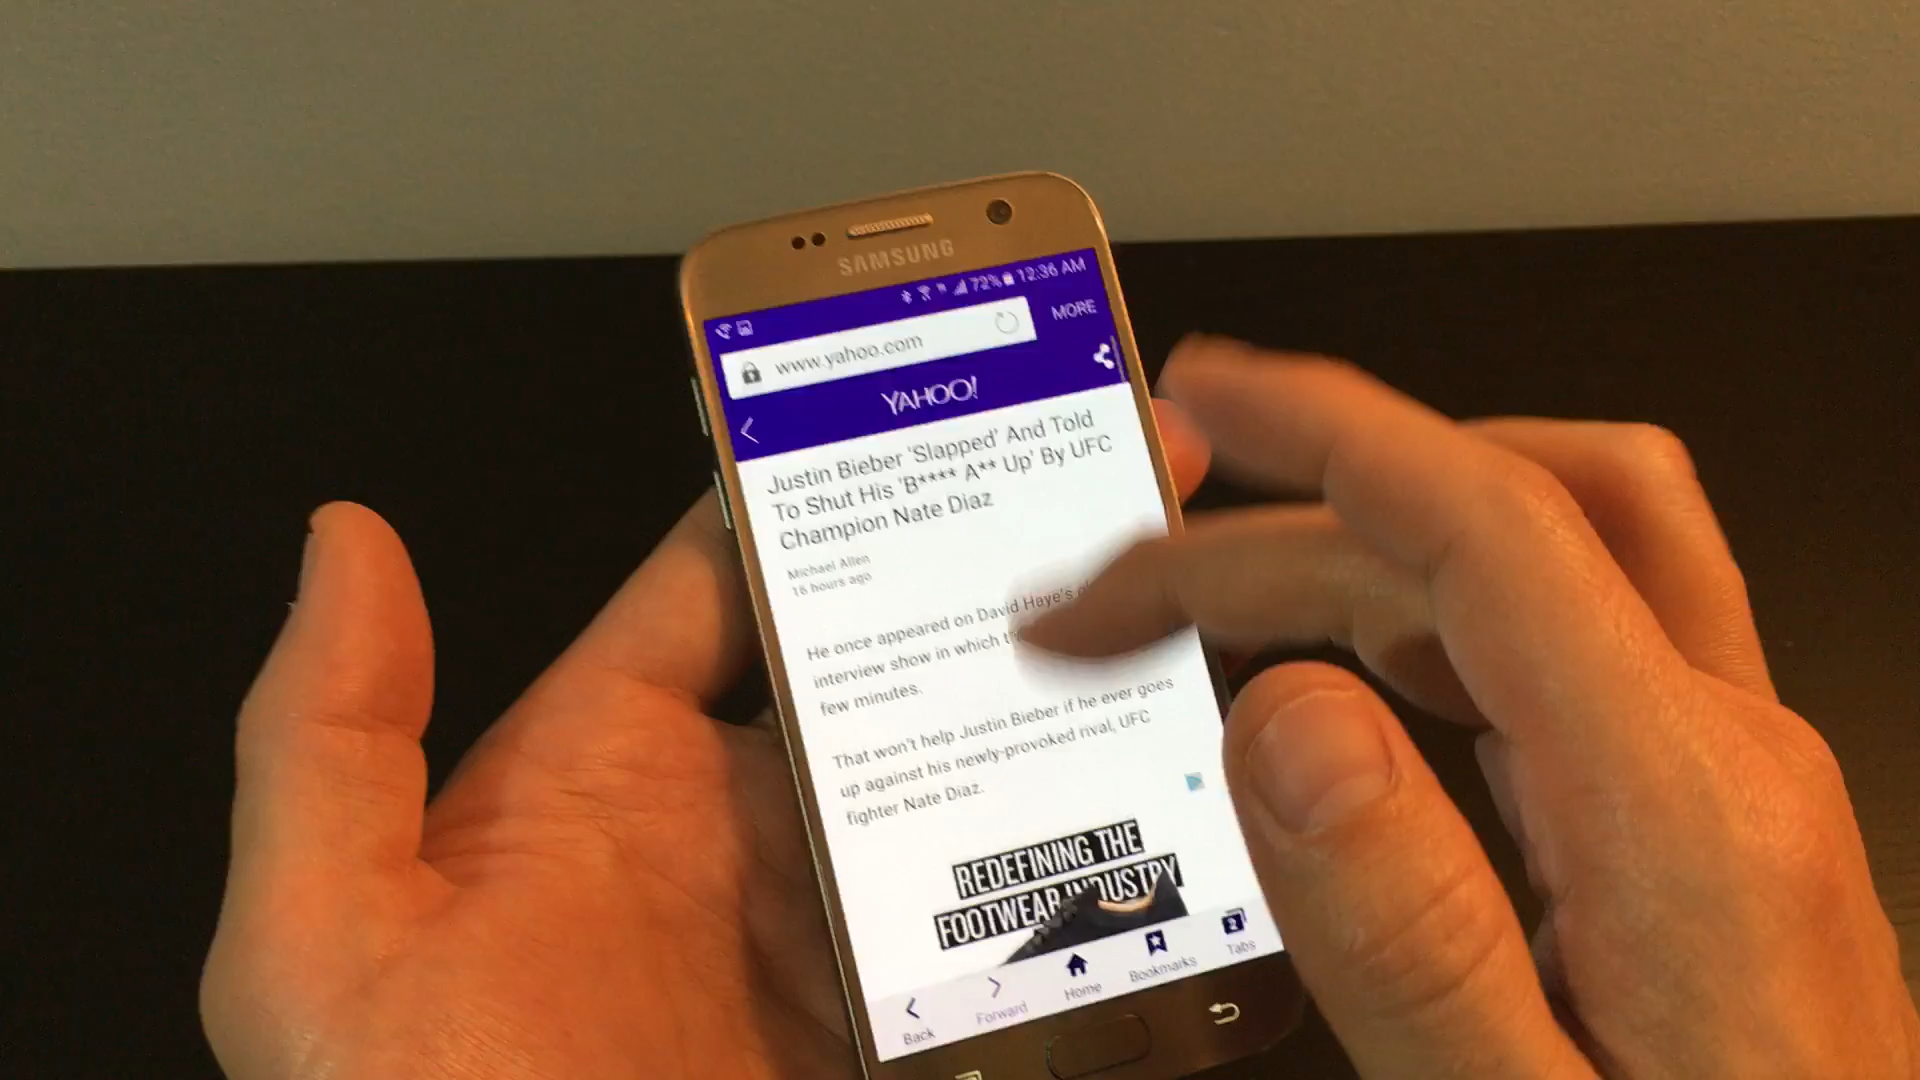 SAMSUNG
72% 12:36 AM
www.yahoo.com
MORE
YAHOO!
Justin Bieber 'Slapped' And Told
To Shut His 'B**** A** Up' By UFC
Champion Nate Diaz
Michael Allen
16 hours ago
He once appeared on David Haye's
interview show in which
few minutes.
That won't help Justin Bieber if he ever goes
up against his newly-provoked rival, UFC
fighter Nate Diaz.
REDEFINING THE
FOOTWEAR INDUSTRY
Back
Forward
Home
Bookmarks
2
Tabs